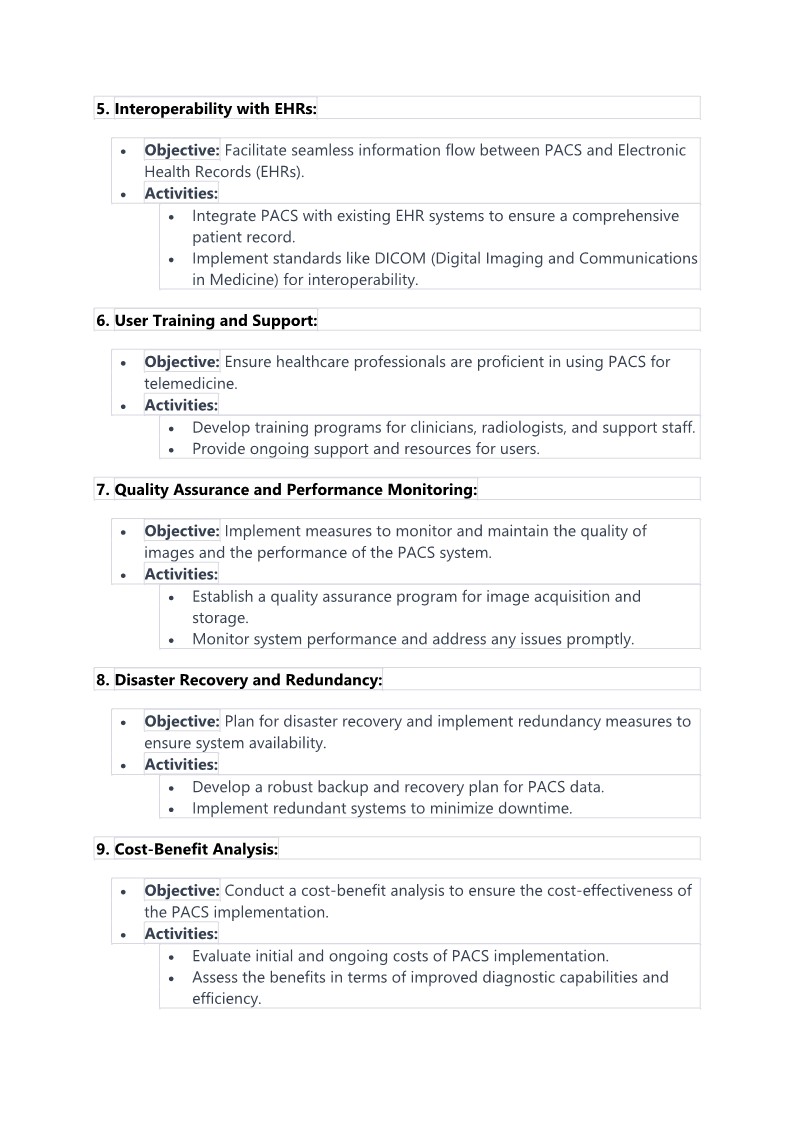 5. Interoperability with EHRs:
• Objective: Facilitate seamless information flow between PACS and Electronic
Health Records (EHRs).
• Activities:
• Integrate PACS with existing EHR systems to ensure a comprehensive
patient record.
• Implement standards like DICOM (Digital Imaging and Communications
in Medicine) for interoperability.
6. User Training and Support:
• Objective: Ensure healthcare professionals are proficient in using PACS for
telemedicine.
• Activities:
• Develop training programs for clinicians, radiologists, and support staff.
• Provide ongoing support and resources for users.
7. Quality Assurance and Performance Monitoring:
• Objective: Implement measures to monitor and maintain the quality of
images and the performance of the PACS system.
• Activities:
• Establish a quality assurance program for image acquisition and
storage.
• Monitor system performance and address any issues promptly.
8. Disaster Recovery and Redundancy:
• Objective: Plan for disaster recovery and implement redundancy measures to
ensure system availability.
• Activities:
• Develop a robust backup and recovery plan for PACS data.
• Implement redundant systems to minimize downtime.
9. Cost-Benefit Analysis:
• Objective: Conduct a cost-benefit analysis to ensure the cost-effectiveness of
the PACS implementation.
• Activities:
• Evaluate initial and ongoing costs of PACS implementation.
• Assess the benefits in terms of improved diagnostic capabilities and
efficiency.